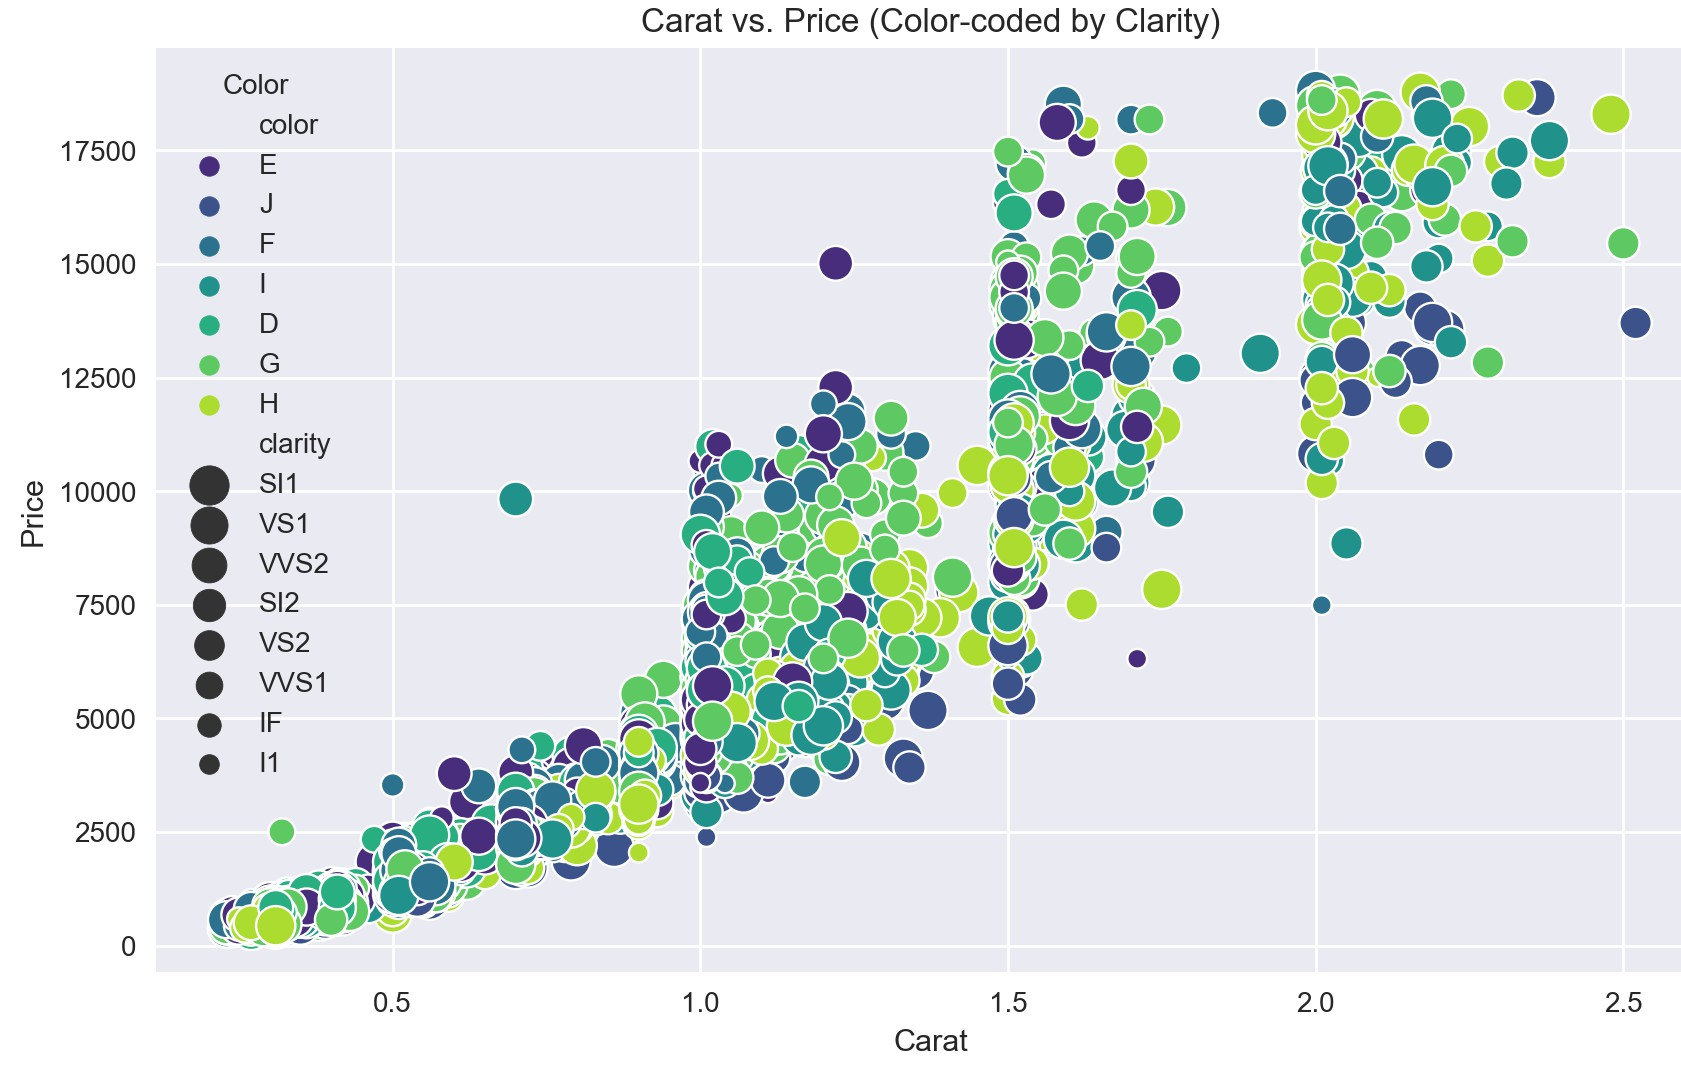 Carat vs. Price (Color-coded by Clarity)
Color
color
E
J
F
I
D
G
H
clarity
SI1
VS1
VVS2
SI2
VS2
VVS1
IF
I1
Price
17500
15000
12500
10000
7500
5000
2500
0
0.5 1.0 1.5 2.0 2.5
Carat